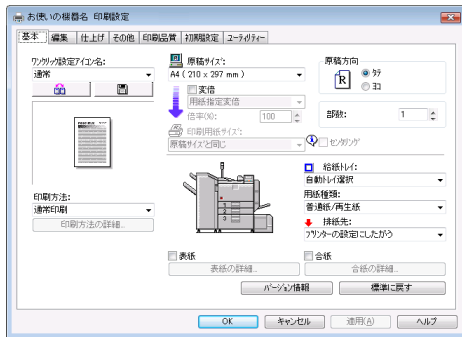 お使いの機器名 印刷設定
基本 編集 仕上げ その他 印刷品質 初期設定 ユーティリティー
ワンクリック設定アイコン名:
通常
印刷方法:
通常印刷
印刷方法の詳細...
原稿サイズ:
A4 ( 210 x 297 mm )
変倍
用紙指定変倍
倍率(%): 100
印刷用紙サイズ:
原稿サイズと同じ
原稿方向
R
タテ
ヨコ
部数: 1
センタリング
給紙トレイ:
自動トレイ選択
用紙種類:
普通紙/再生紙
排紙先:
プリンターの設定にしたがう
表紙
表紙の詳細...
合紙
合紙の詳細...
バージョン情報 標準に戻す
OK キャンセル 適用(A) ヘルプ